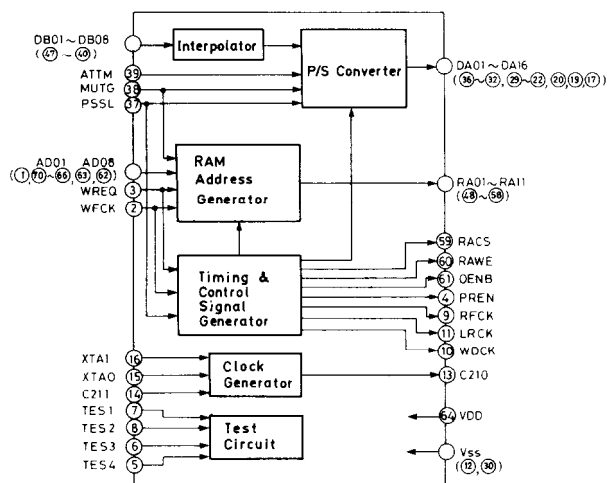 DB01~DB08
(47 ~ 40)
Interpolator
P/S Converter
DA01~DA16
(36~32, 29~22, 20,19,17)
ATTM 39
MUTG 38
PSSL 37
AD01 AD08
(1,70~66,63,62)
WREQ 3
WFCK 2
RAM
Address
Generator
RA01~RA11
(48~58)
Timing &
Control
Signal
Generator
59 RACS
60 RAWE
61 OENB
4 PREN
9 RFCK
11 LRCK
10 WDCK
XTAI 16
XTAO 15
C211 14
Clock
Generator
13 C210
TES1 7
TES2 8
TES3 6
TES4 5
Test
Circuit
64 VDD
Vss
(12, 30)